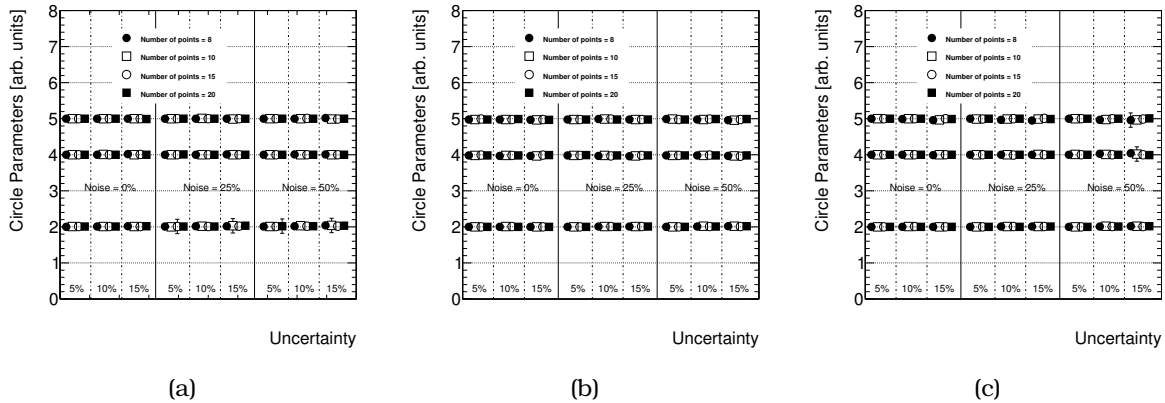 Circle Parameters [arb. units]
8
7
6
5
4
3
2
1
0
Number of points = 8
Number of points = 10
Number of points = 15
Number of points = 20
Noise = 0% Noise = 25% Noise = 50%
5% 10% 15% 5% 10% 15% 5% 10% 15%
Uncertainty
(a)
Circle Parameters [arb. units]
8
7
6
5
4
3
2
1
0
Number of points = 8
Number of points = 10
Number of points = 15
Number of points = 20
Noise = 0% Noise = 25% Noise = 50%
5% 10% 15% 5% 10% 15% 5% 10% 15%
Uncertainty
(b)
Circle Parameters [arb. units]
8
7
6
5
4
3
2
1
0
Number of points = 8
Number of points = 10
Number of points = 15
Number of points = 20
Noise = 0% Noise = 25% Noise = 50%
5% 10% 15% 5% 10% 15% 5% 10% 15%
Uncertainty
(c)